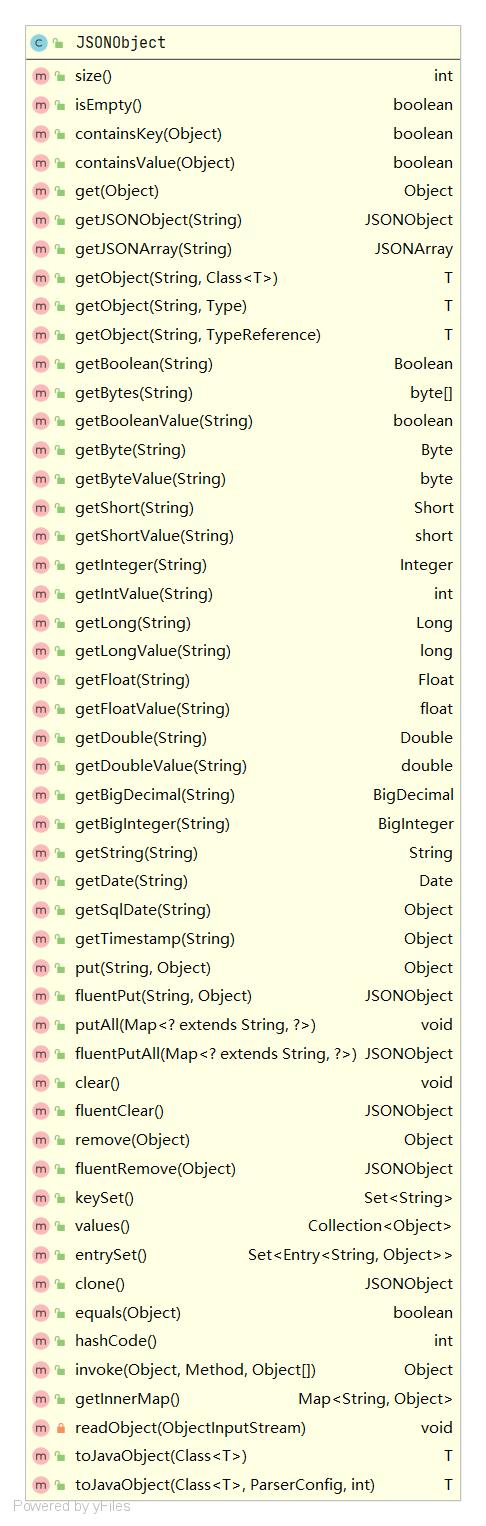 C JSONObject
m size() int
m isEmpty() boolean
m containsKey(Object) boolean
m containsValue(Object) boolean
m get(Object) Object
m getJSONObject(String) JSONObject
m getJSONArray(String) JSONArray
m getObject(String, Class<T>) T
m getObject(String, Type) T
m getObject(String, TypeReference) T
m getBoolean(String) Boolean
m getBytes(String) byte[]
m getBooleanValue(String) boolean
m getByte(String) Byte
m getByteValue(String) byte
m getShort(String) Short
m getShortValue(String) short
m getInteger(String) Integer
m getIntValue(String) int
m getLong(String) Long
m getLongValue(String) long
m getFloat(String) Float
m getFloatValue(String) float
m getDouble(String) Double
m getDoubleValue(String) double
m getBigDecimal(String) BigDecimal
m getBigInteger(String) BigInteger
m getString(String) String
m getDate(String) Date
m getSqlDate(String) Object
m getTimestamp(String) Object
m put(String, Object) Object
m fluentPut(String, Object) JSONObject
m putAll(Map<? extends String, ?>) void
m fluentPutAll(Map<? extends String, ?>) JSONObject
m clear() void
m fluentClear() JSONObject
m remove(Object) Object
m fluentRemove(Object) JSONObject
m keySet() Set<String>
m values() Collection<Object>
m entrySet() Set<Entry<String, Object>>
m clone() JSONObject
m equals(Object) boolean
m hashCode() int
m invoke(Object, Method, Object[]) Object
m getInnerMap() Map<String, Object>
m readObject(ObjectInputStream) void
m toJavaObject(Class<T>) T
m toJavaObject(Class<T>, ParserConfig, int) T
Powered by yFiles